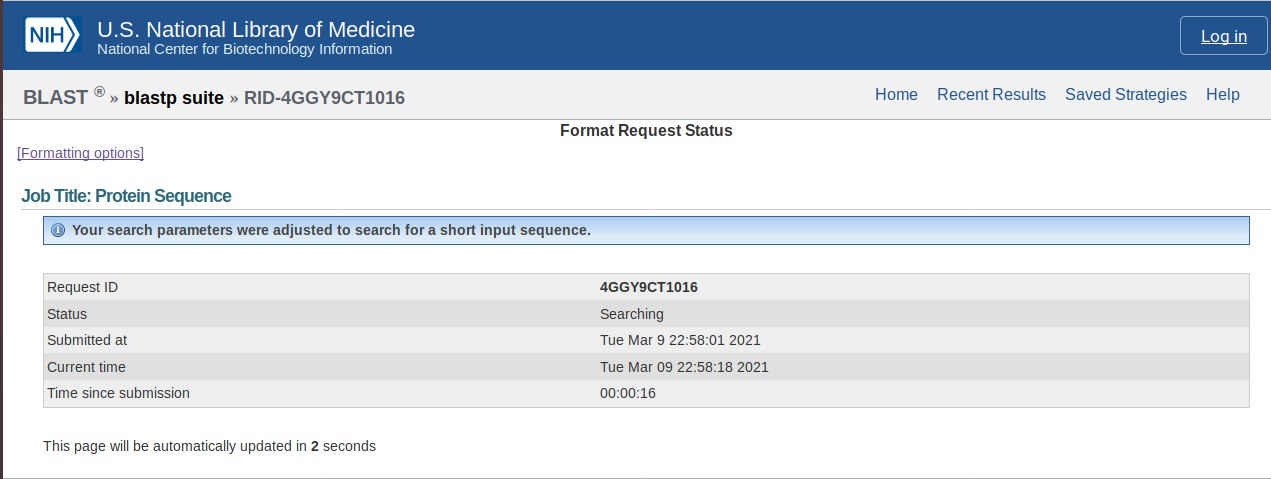 NIH
U.S. National Library of Medicine
National Center for Biotechnology Information
Log in
BLAST ® » blastp suite » RID-4GGY9CT1016
Home Recent Results Saved Strategies Help
Format Request Status
[Formatting options]
Job Title: Protein Sequence
Your search parameters were adjusted to search for a short input sequence.
Request ID 4GGY9CT1016
Status Searching
Submitted at Tue Mar 9 22:58:01 2021
Current time Tue Mar 09 22:58:18 2021
Time since submission 00:00:16
This page will be automatically updated in 2 seconds